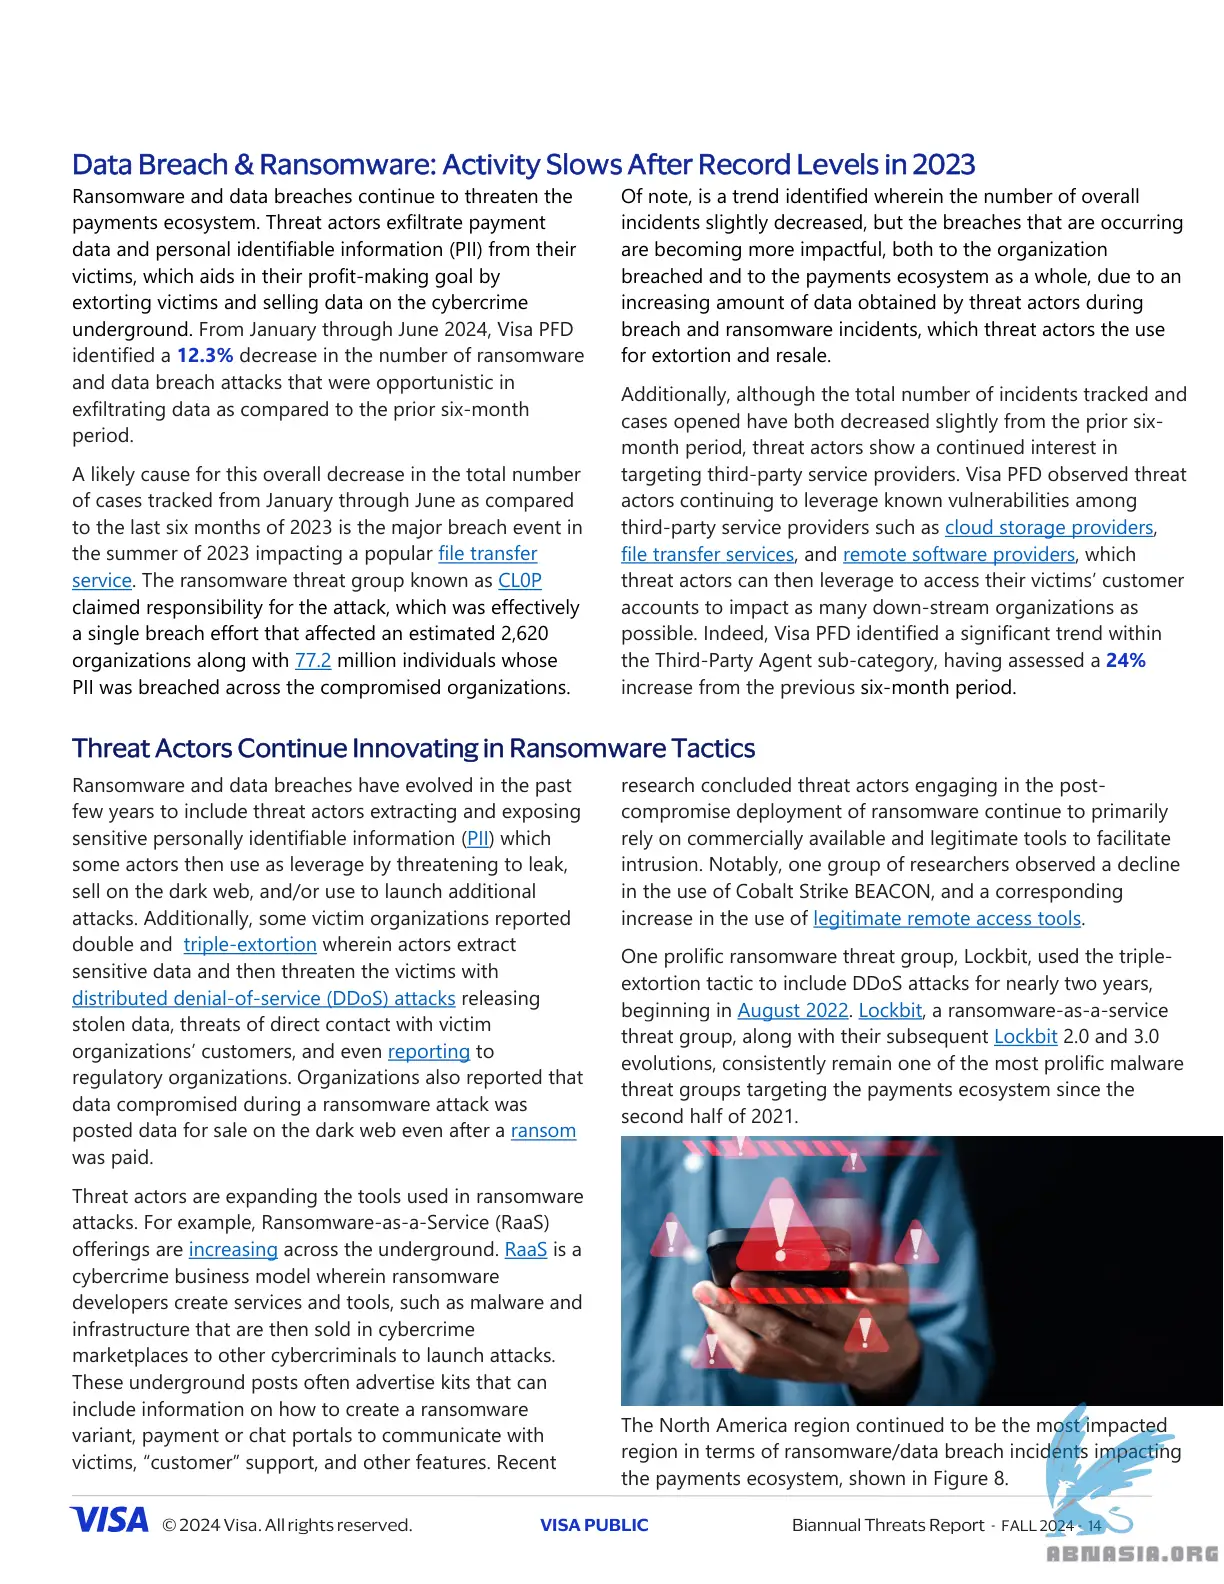 Data Breach & Ransomware: Activity Slows After Record Levels in 2023
Ransomware and data breaches continue to threaten the
payments ecosystem. Threat actors exfiltrate payment
data and personal identifiable information (PII) from their
victims, which aids in their profit-making goal by
extorting victims and selling data on the cybercrime
underground. From January through June 2024, Visa PFD
identified a 12.3% decrease in the number of ransomware
and data breach attacks that were opportunistic in
exfiltrating data as compared to the prior six-month
period.
A likely cause for this overall decrease in the total number
of cases tracked from January through June as compared
to the last six months of 2023 is the major breach event in
the summer of 2023 impacting a popular file transfer
service. The ransomware threat group known as CL0P
claimed responsibility for the attack, which was effectively
a single breach effort that affected an estimated 2,620
organizations along with 77.2 million individuals whose
PII was breached across the compromised organizations.
Of note, is a trend identified wherein the number of overall
incidents slightly decreased, but the breaches that are occurring
are becoming more impactful, both to the organization
breached and to the payments ecosystem as a whole, due to an
increasing amount of data obtained by threat actors during
breach and ransomware incidents, which threat actors the use
for extortion and resale.
Additionally, although the total number of incidents tracked and
cases opened have both decreased slightly from the prior six-
month period, threat actors show a continued interest in
targeting third-party service providers. Visa PFD observed threat
actors continuing to leverage known vulnerabilities among
third-party service providers such as cloud storage providers,
file transfer services, and remote software providers, which
threat actors can then leverage to access their victims’ customer
accounts to impact as many down-stream organizations as
possible. Indeed, Visa PFD identified a significant trend within
the Third-Party Agent sub-category, having assessed a 24%
increase from the previous six-month period.
Threat Actors Continue Innovating in Ransomware Tactics
Ransomware and data breaches have evolved in the past
few years to include threat actors extracting and exposing
sensitive personally identifiable information (PII) which
some actors then use as leverage by threatening to leak,
sell on the dark web, and/or use to launch additional
attacks. Additionally, some victim organizations reported
double and triple-extortion wherein actors extract
sensitive data and then threaten the victims with
distributed denial-of-service (DDoS) attacks releasing
stolen data, threats of direct contact with victim
organizations’ customers, and even reporting to
regulatory organizations. Organizations also reported that
data compromised during a ransomware attack was
posted data for sale on the dark web even after a ransom
was paid.
Threat actors are expanding the tools used in ransomware
attacks. For example, Ransomware-as-a-Service (RaaS)
offerings are increasing across the underground. RaaS is a
cybercrime business model wherein ransomware
developers create services and tools, such as malware and
infrastructure that are then sold in cybercrime
marketplaces to other cybercriminals to launch attacks.
These underground posts often advertise kits that can
include information on how to create a ransomware
variant, payment or chat portals to communicate with
victims, “customer” support, and other features. Recent
research concluded threat actors engaging in the post-
compromise deployment of ransomware continue to primarily
rely on commercially available and legitimate tools to facilitate
intrusion. Notably, one group of researchers observed a decline
in the use of Cobalt Strike BEACON, and a corresponding
increase in the use of legitimate remote access tools.
One prolific ransomware threat group, Lockbit, used the triple-
extortion tactic to include DDoS attacks for nearly two years,
beginning in August 2022. Lockbit, a ransomware-as-a-service
threat group, along with their subsequent Lockbit 2.0 and 3.0
evolutions, consistently remain one of the most prolific malware
threat groups targeting the payments ecosystem since the
second half of 2021.
The North America region continued to be the most impacted
region in terms of ransomware/data breach incidents impacting
the payments ecosystem, shown in Figure 8.
VISA © 2024 Visa. All rights reserved. VISA PUBLIC Biannual Threats Report · FALL 2024 · 14
ABNASIA.ORG